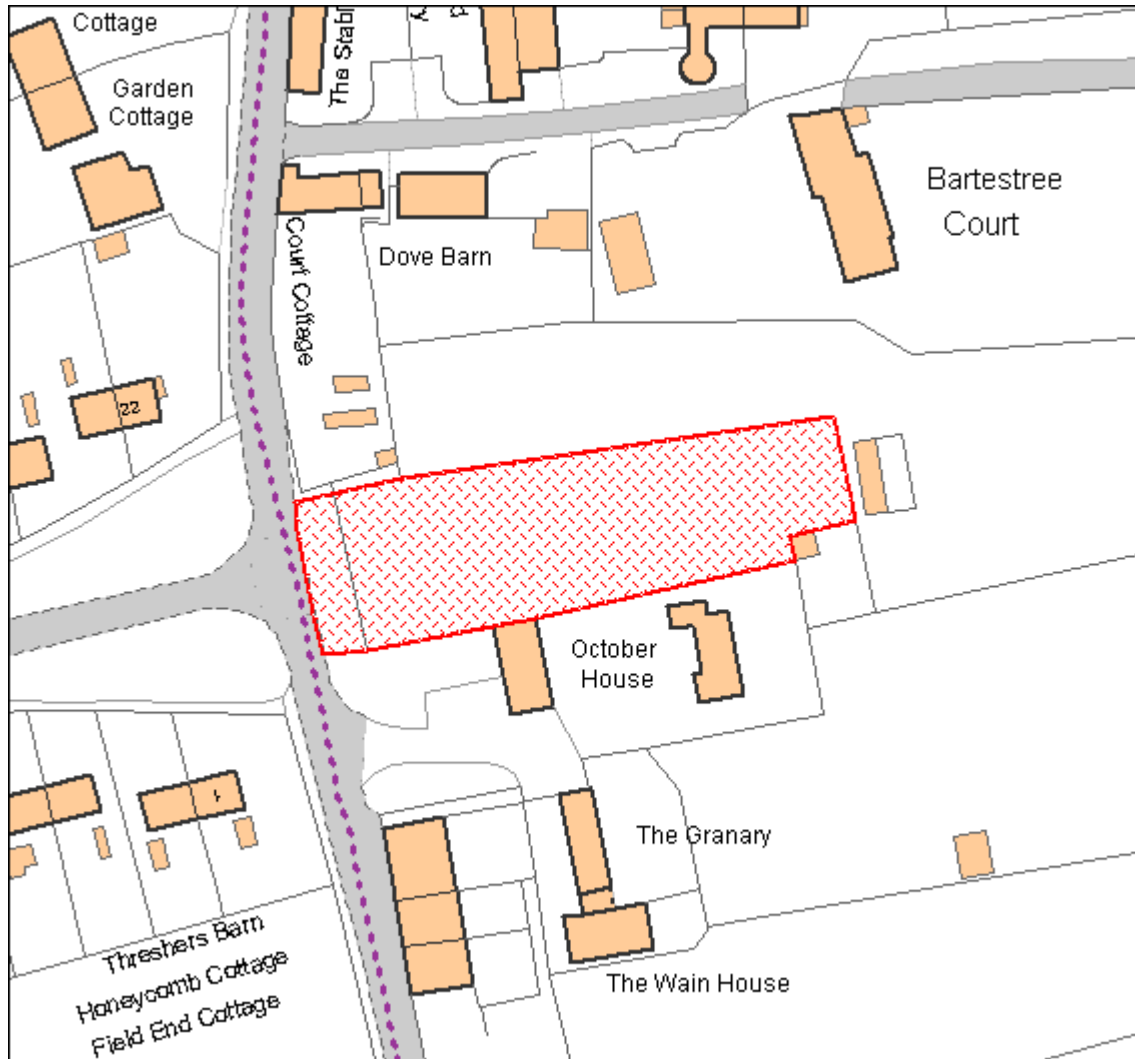 Cottage
Garden
Cottage
Court Cottage
Dove Barn
Bartestree
Court
22
October
House
1
The Granary
The Wain House
Threshers Barn
Honeycomb Cottage
Field End Cottage